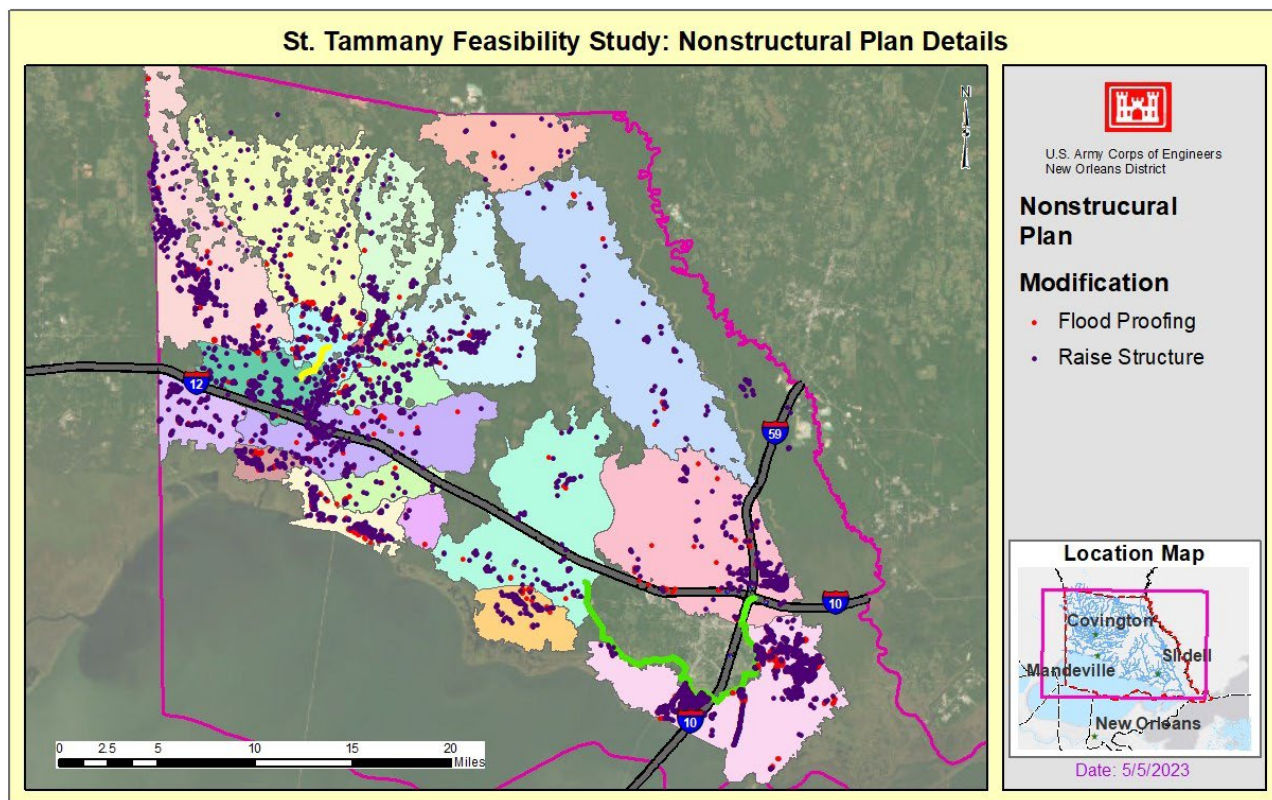 St. Tammany Feasibility Study: Nonstructural Plan Details
N
12
59
10
10
0 2.5 5 10 15 20
Miles
U.S. Army Corps of Engineers
New Orleans District
Nonstrucural
Plan
Modification
Flood Proofing
Raise Structure
Location Map
Covington
Slidell
Mandeville
New Orleans
Date: 5/5/2023